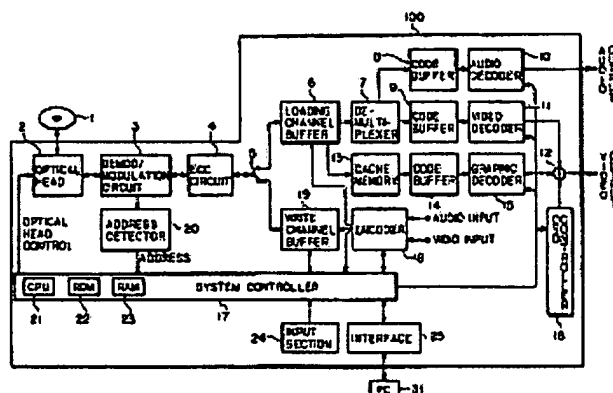 100
8
10
CODE
BUFFER
AUDIO
DECODER
6
7
9
11
LOADING
CHANNEL
BUFFER
DE-
MULTI-
PLEXER
CODE
BUFFER
VIDEO
DECODER
1
2
3
4
5
OPTICAL
HEAD
DEMOD/
MODULATION
CIRCUIT
ECC
CIRCUIT
13
CACHE
MEMORY
CODE
BUFFER
GRAPHIC
DECODER
12
14
15
19
OPTICAL
HEAD
CONTROL
ADDRESS
DETECTOR
20
WRITE
CHANNEL
BUFFER
ENCODER
AUDIO INPUT
VIDIO INPUT
18
ADDRESS
CPU
ROM
RAM
SYSTEM CONTROLLER
21
22
23
17
16
INPUT
SECTION
24
INTERFACE
25
PC
31